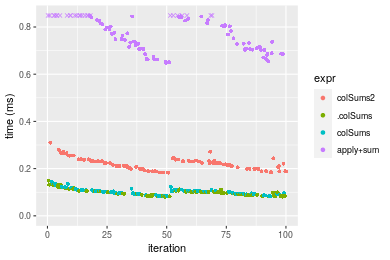 0.8
0.6
0.4
0.2
0.0
time (ms)
0
25
50
75
100
iteration
expr
colSums2
.colSums
colSums
apply+sum